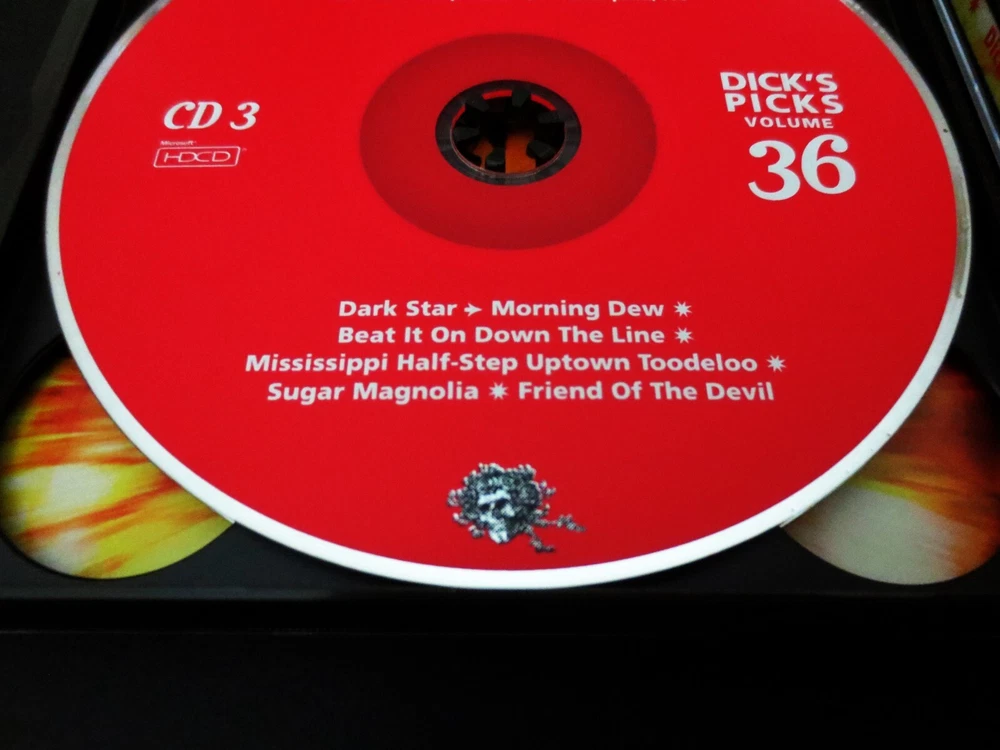 CD 3
Microsoft
HDCD
DICK'S
PICKS
VOLUME
36
Dark Star ➛ Morning Dew ✷
Beat It On Down The Line ✷
Mississippi Half-Step Uptown Toodeloo ✷
Sugar Magnolia ✷ Friend Of The Devil